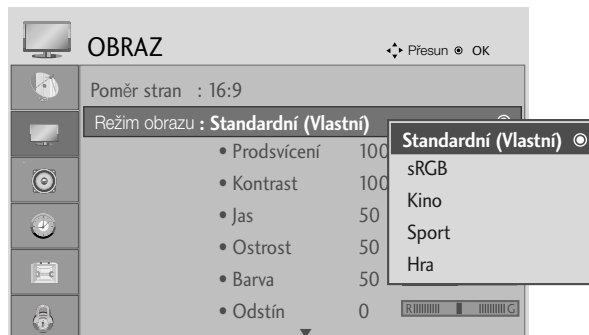 OBRAZ
Přesun OK
Poměr stran : 16:9
Režim obrazu : Standardní (Vlastní)
• Prodsvícení 100
• Kontrast 100
• Jas 50
• Ostrost 50
• Barva 50
• Odstín 0 R G
Standardní (Vlastní)
sRGB
Kino
Sport
Hra